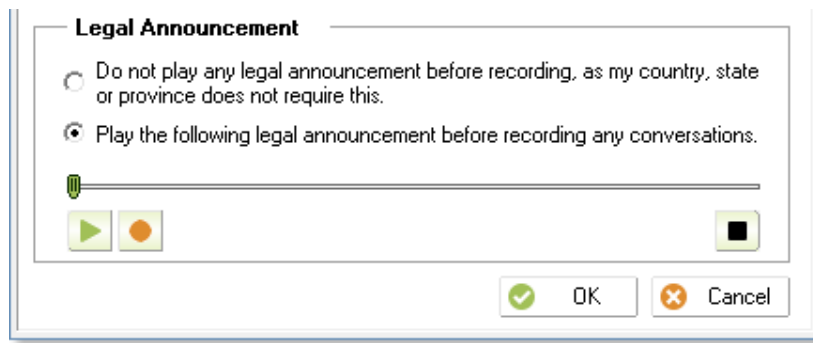 Legal Announcement
Do not play any legal announcement before recording, as my country, state
or province does not require this.
Play the following legal announcement before recording any conversations.
OK
Cancel